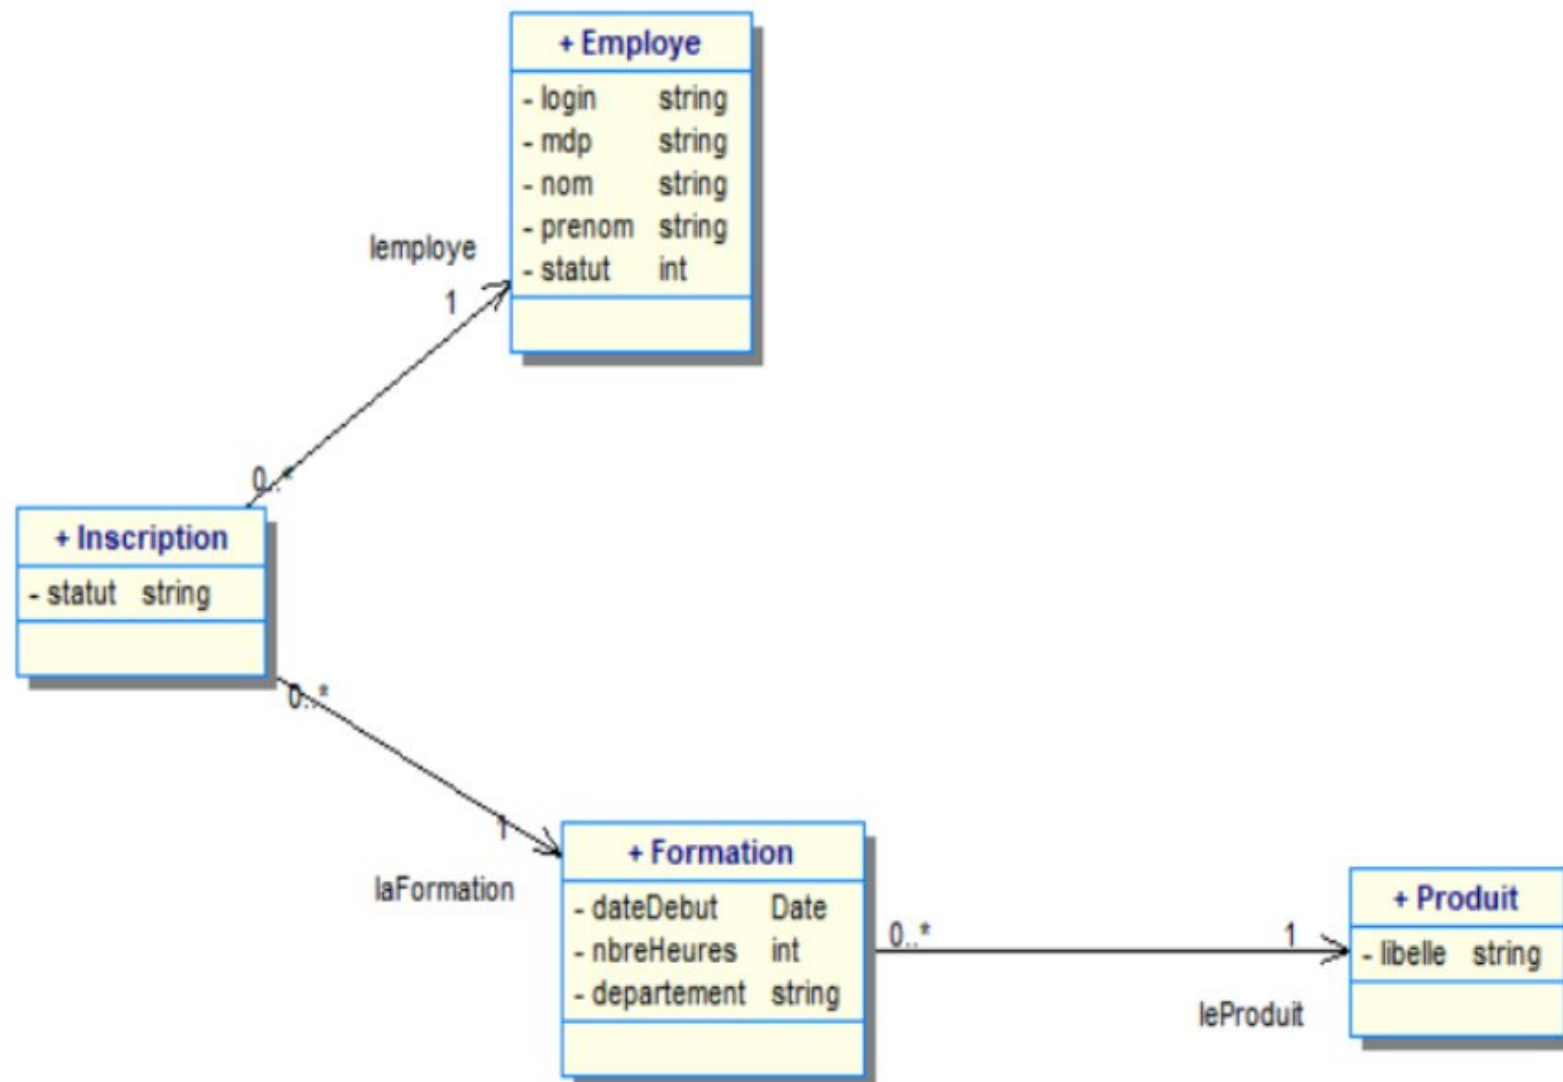 + Employe
- login string
- mdp string
- nom string
- prenom string
- statut int
lemploye
1
0..*
+ Inscription
- statut string
0..*
1
laFormation
+ Formation
- dateDebut Date
- nbreHeures int
- departement string
0..*
1
leProduit
+ Produit
- libelle string